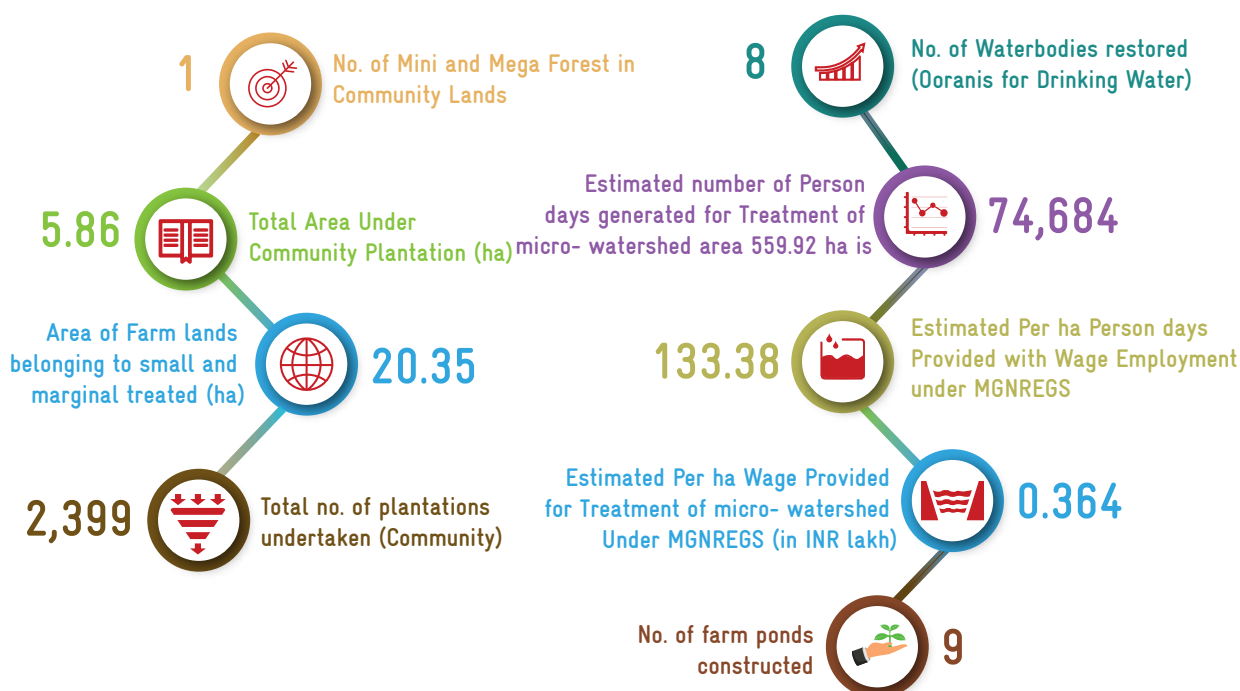 1
No. of Mini and Mega Forest in
Community Lands
5.86
Total Area Under
Community Plantation (ha)
Area of Farm lands
belonging to small and
marginal treated (ha)
20.35
2,399
Total no. of plantations
undertaken (Community)
8
No. of Waterbodies restored
(Ooranis for Drinking Water)
Estimated number of Person
days generated for Treatment of
micro- watershed area 559.92 ha is
74,684
133.38
Estimated Per ha Person days
Provided with Wage Employment
under MGNREGS
Estimated Per ha Wage Provided
for Treatment of micro- watershed
Under MGNREGS (in INR lakh)
0.364
No. of farm ponds
constructed
9